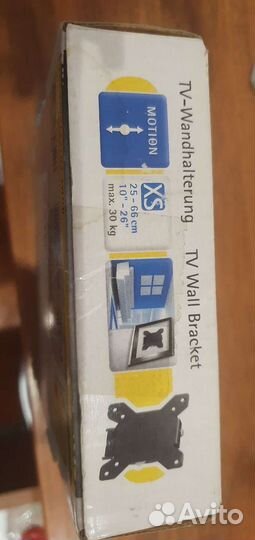 TV-Wandhalterung
TV Wall Bracket
MOTION
XS
25 - 66 cm
10" - 26"
max. 30 kg
Avito